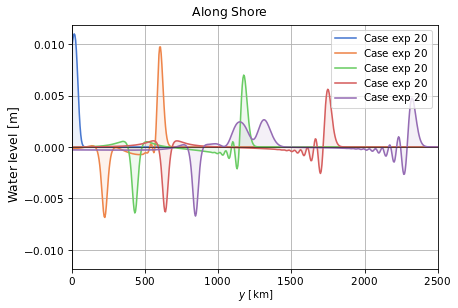 Along Shore
Water level [m]
0.010
0.005
0.000
−0.005
−0.010
Case exp 20
Case exp 20
Case exp 20
Case exp 20
Case exp 20
0
500
1000
1500
2000
2500
y [km]